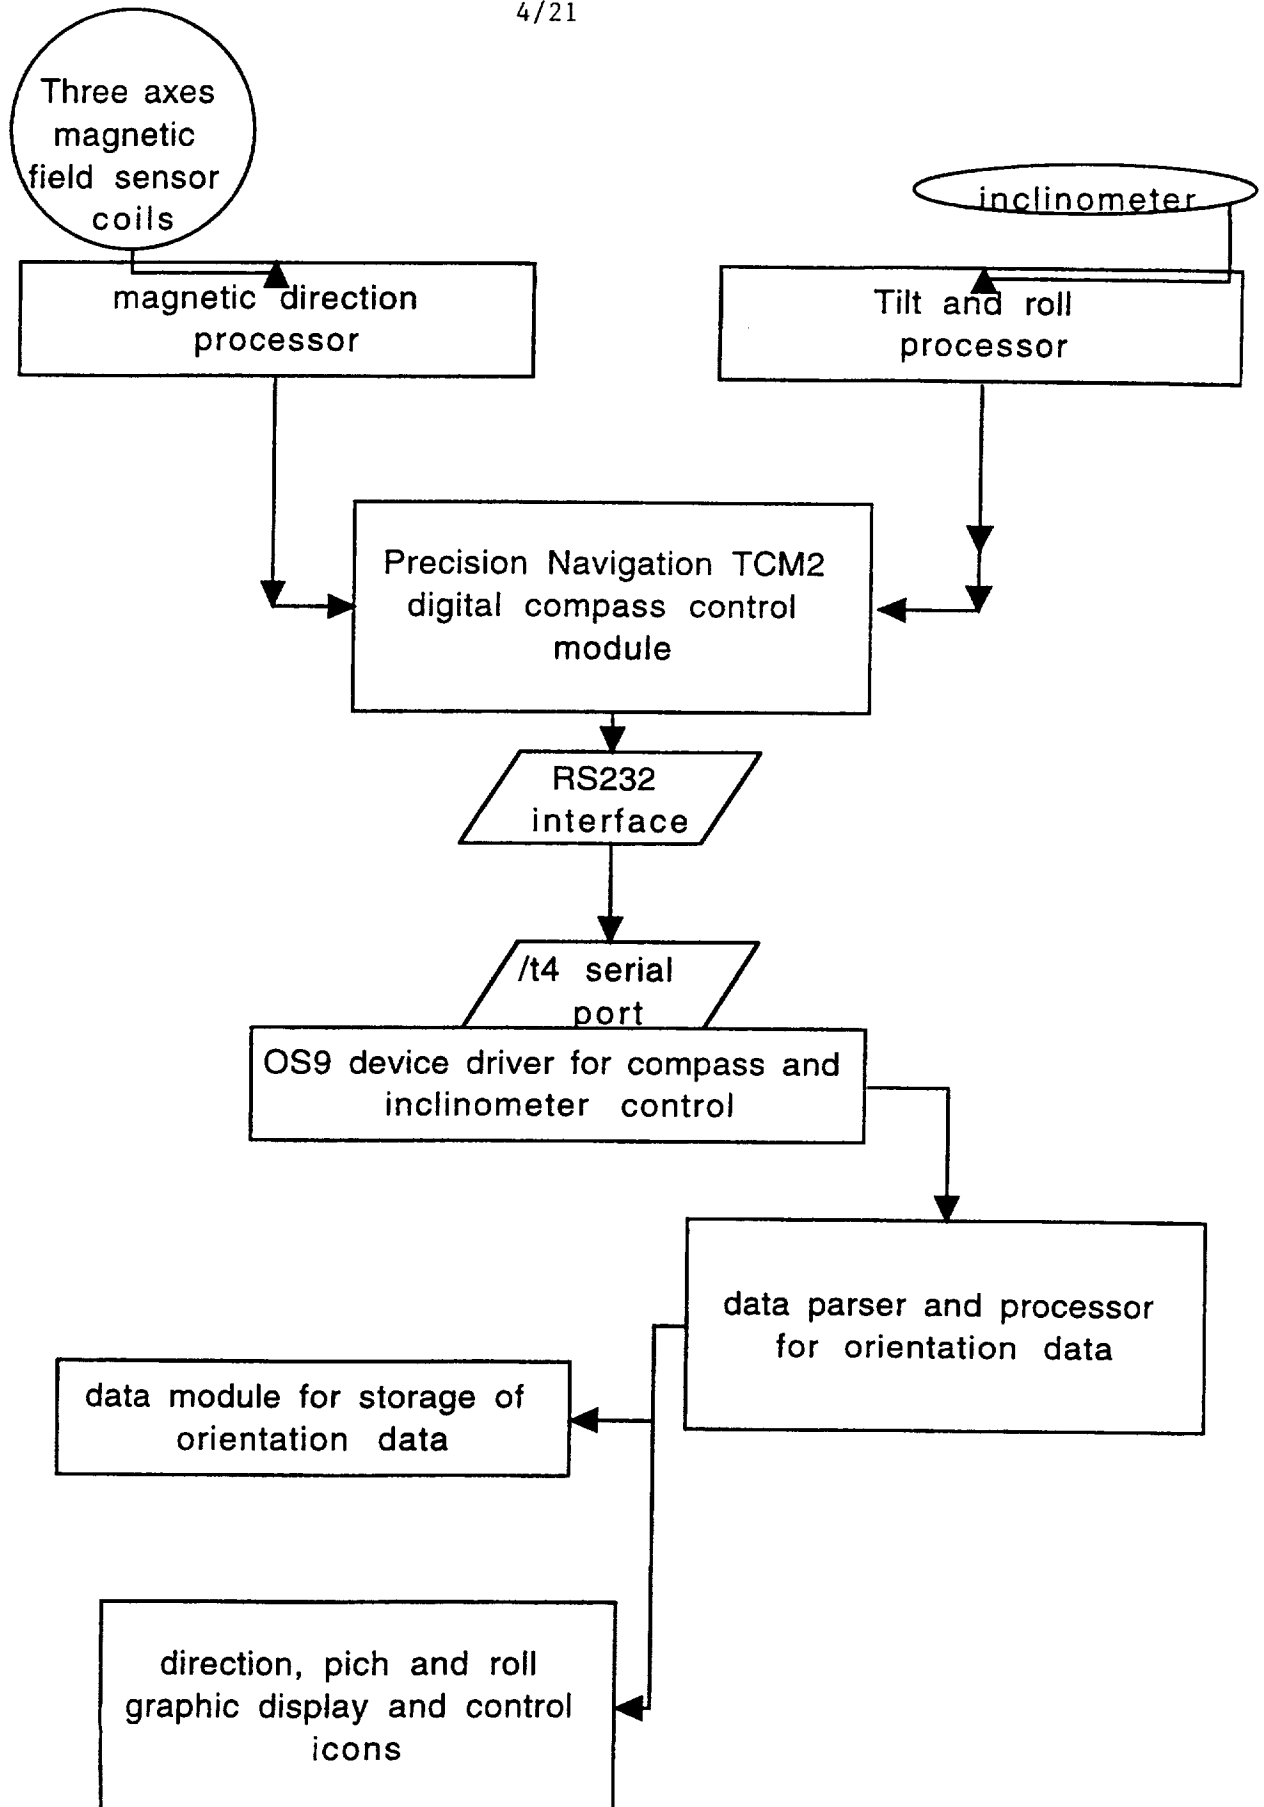 4/21
Three axes
magnetic
field sensor
coils
inclinometer
magnetic direction
processor
Tilt and roll
processor
Precision Navigation TCM2
digital compass control
module
RS232
interface
/t4 serial
port
OS9 device driver for compass and
inclinometer control
data parser and processor
for orientation data
data module for storage of
orientation data
direction, pich and roll
graphic display and control
icons